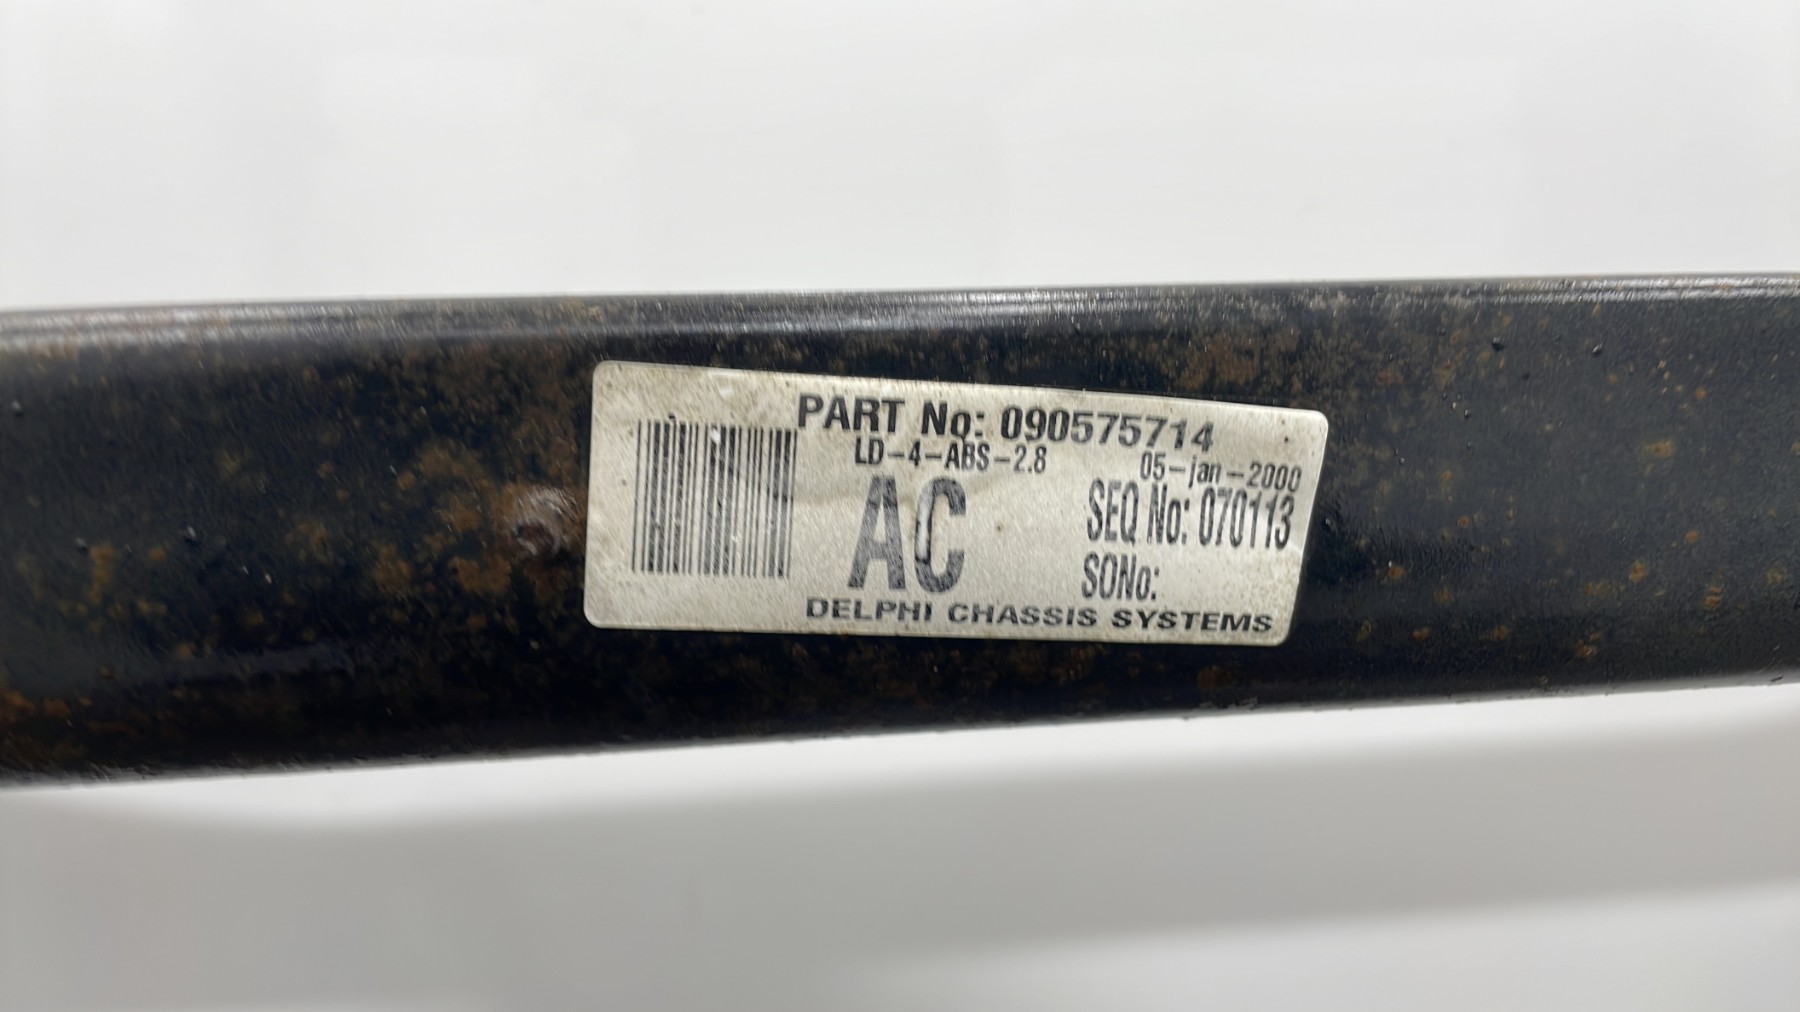 PART No: 090575714
LD-4-ABS-2.8
05-jan-2000
AC
SEQ No: 070113
SONo:
DELPHI CHASSIS SYSTEMS